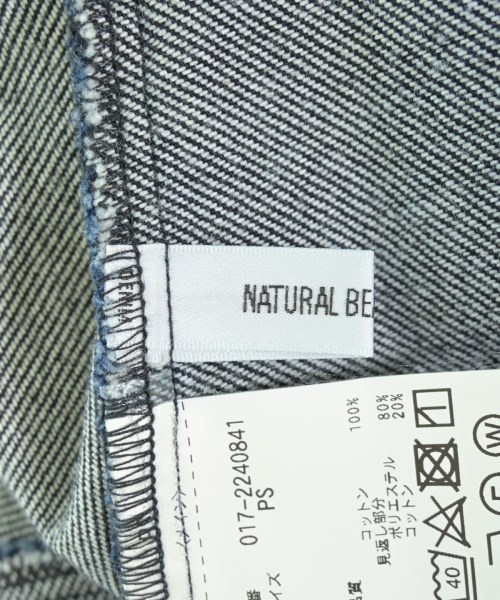 NATURAL BE
DENIM
017-2240841
PS
100%
80%
20%
コットン
見返し部分
ポリエステル
コットン
40
W